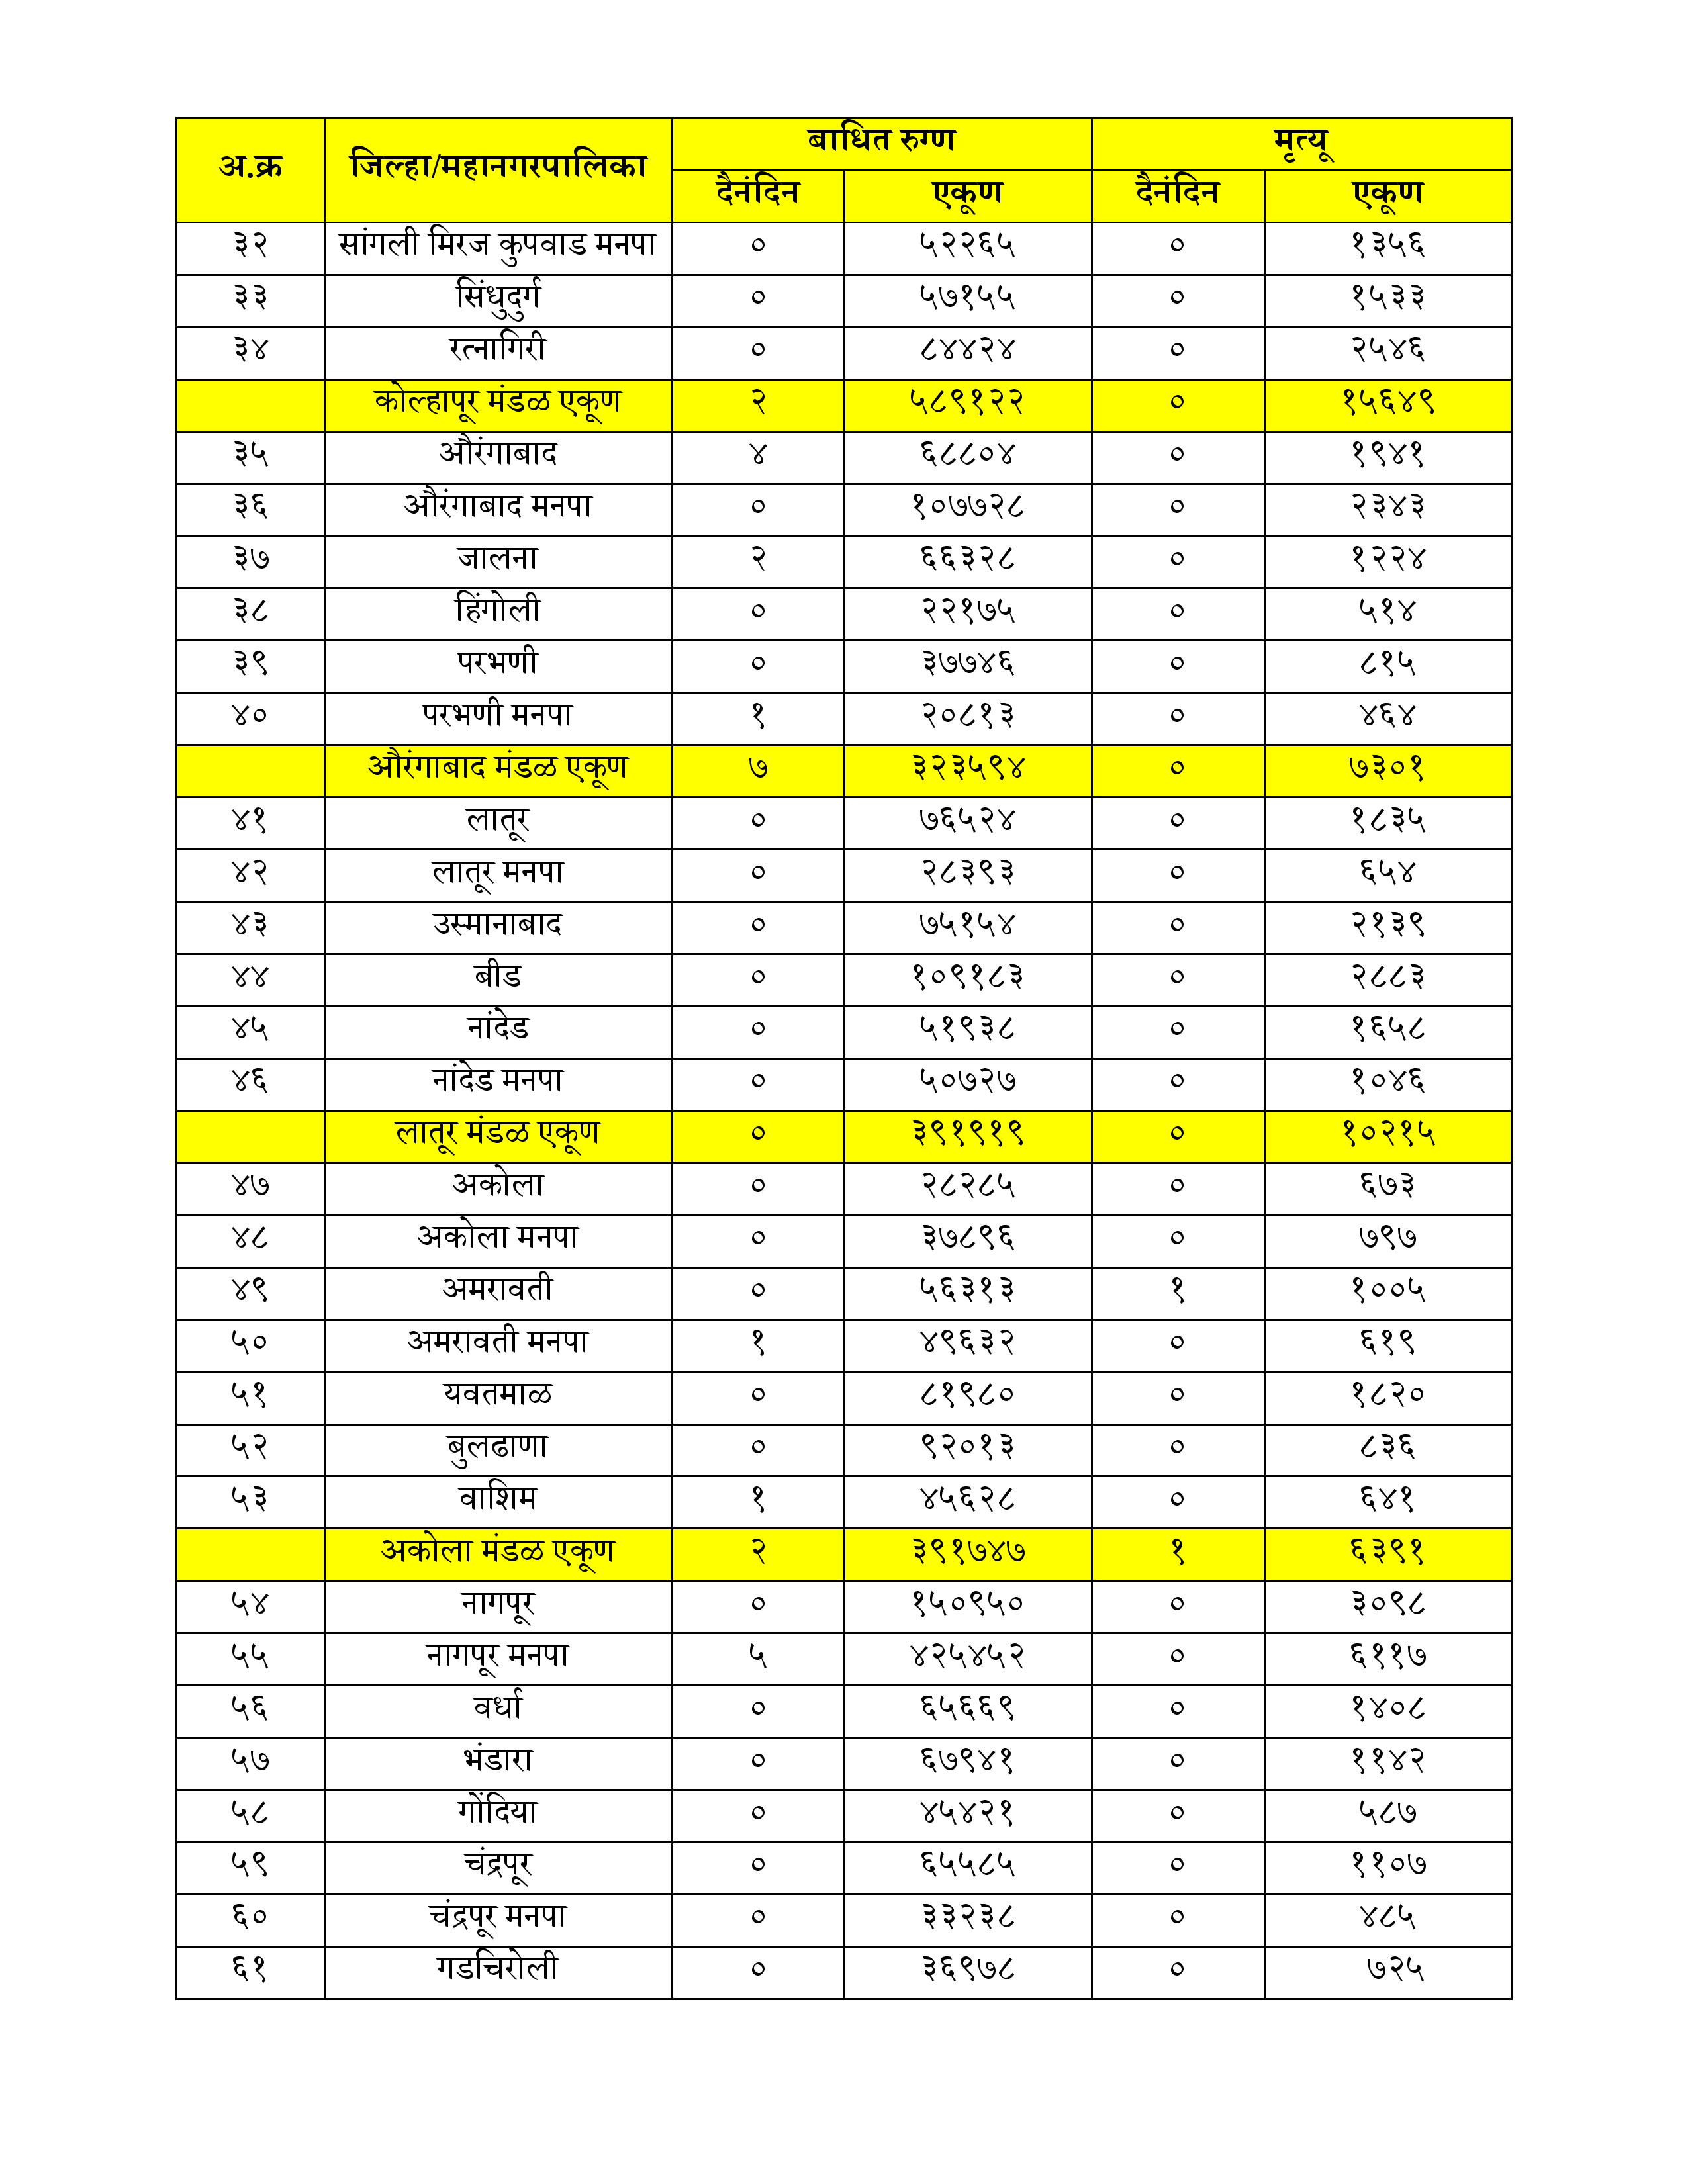 अ.क्र जिल्हा/महानगरपालिका बाधित रुग्ण मृत्यू
दैनंदिन एकूण दैनंदिन एकूण
३२ सांगली मिरज कुपवाड मनपा ० ५२२६५ ० १३५६
३३ सिंधुदुर्ग ० ५७१५५ ० १५३३
३४ रत्नागिरी ० ८४४२४ ० २५४६
कोल्हापूर मंडळ एकूण २ ५८९१२२ ० १५६४९
३५ औरंगाबाद ४ ६८८०४ ० १९४१
३६ औरंगाबाद मनपा ० १०७७२८ ० २३४३
३७ जालना २ ६६३२८ ० १२२४
३८ हिंगोली ० २२१७५ ० ५१४
३९ परभणी ० ३७७४६ ० ८१५
४० परभणी मनपा १ २०८१३ ० ४६४
औरंगाबाद मंडळ एकूण ७ ३२३५९४ ० ७३०१
४१ लातूर ० ७६५२४ ० १८३५
४२ लातूर मनपा ० २८३९३ ० ६५४
४३ उस्मानाबाद ० ७५१५४ ० २१३९
४४ बीड ० १०९१८३ ० २८८३
४५ नांदेड ० ५१९३८ ० १६५८
४६ नांदेड मनपा ० ५०७२७ ० १०४६
लातूर मंडळ एकूण ० ३९१९१९ ० १०२१५
४७ अकोला ० २८२८५ ० ६७३
४८ अकोला मनपा ० ३७८९६ ० ७९७
४९ अमरावती ० ५६३१३ १ १००५
५० अमरावती मनपा १ ४९६३२ ० ६१९
५१ यवतमाळ ० ८१९८० ० १८२०
५२ बुलढाणा ० ९२०१३ ० ८३६
५३ वाशिम १ ४५६२८ ० ६४१
अकोला मंडळ एकूण २ ३९१७४७ १ ६३९१
५४ नागपूर ० १५०९५० ० ३०९८
५५ नागपूर मनपा ५ ४२५४५२ ० ६११७
५६ वर्धा ० ६५६६९ ० १४०८
५७ भंडारा ० ६७९४१ ० ११४२
५८ गोंदिया ० ४५४२१ ० ५८७
५९ चंद्रपूर ० ६५५८५ ० ११०७
६० चंद्रपूर मनपा ० ३३२३८ ० ४८५
६१ गडचिरोली ० ३६९७८ ० ७२५